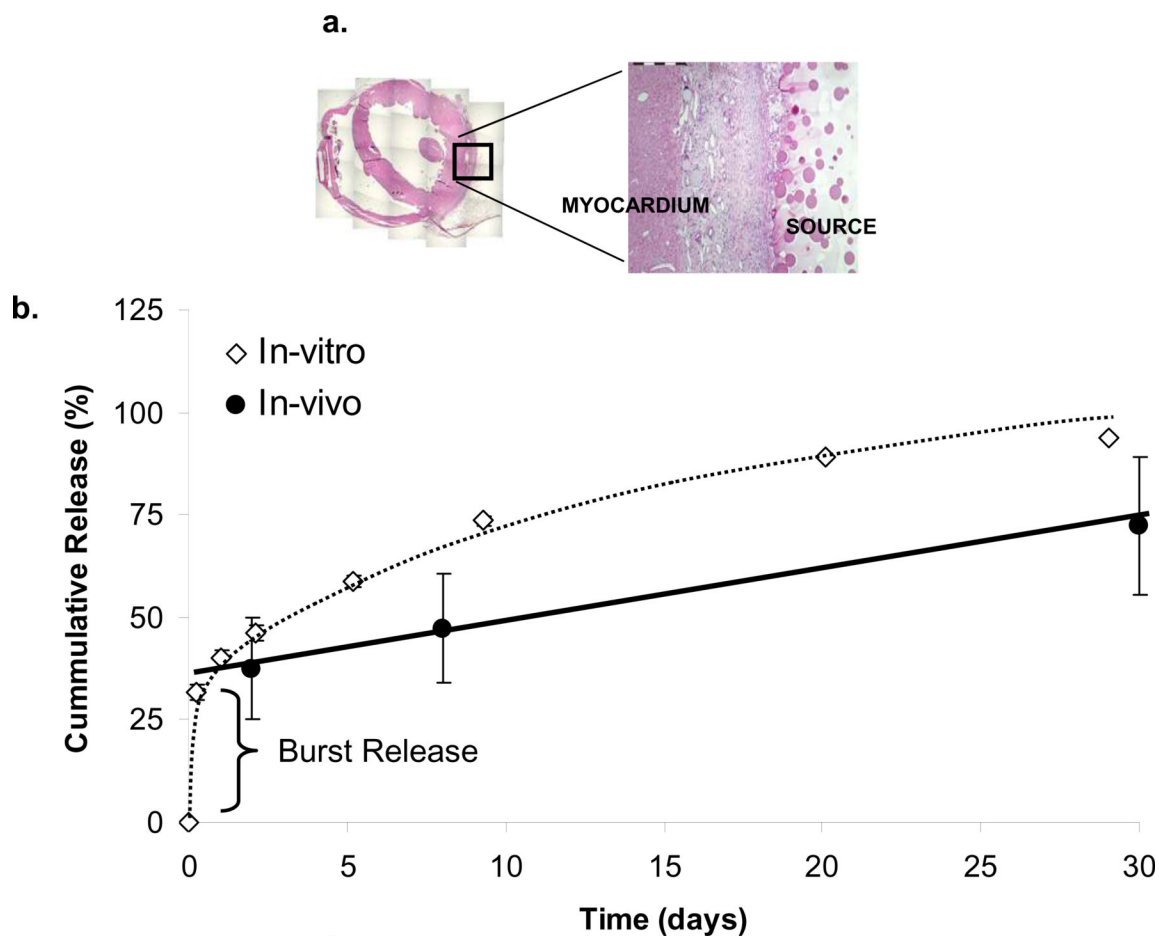 a.
MYOCARDIUM
SOURCE
b.
125
100
75
50
25
0
Cummulative Release (%)
In-vitro
In-vivo
Burst Release
0 5 10 15 20 25 30
Time (days)